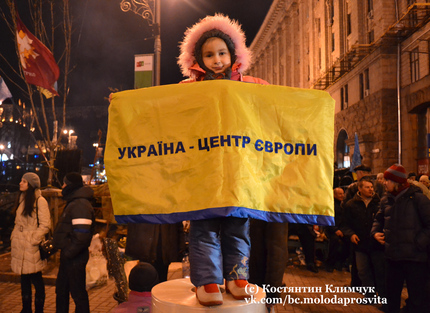 УКРАЇНА - ЦЕНТР ЄВРОПИ
(с) Костянтин Климчук
vk.com/bc.molodaprosvita